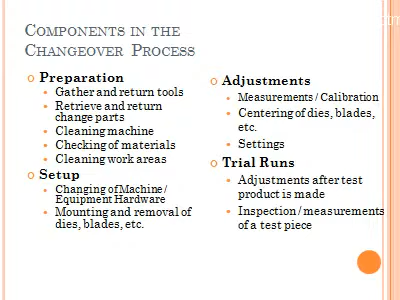 COMPONENTS IN THE
CHANGEOVER PROCESS
Preparation
Gather and return tools
Retrieve and return
change parts
Cleaning machine
Checking of materials
Cleaning work areas
Setup
Changing of Machine /
Equipment Hardware
Mounting and removal of
dies, blades, etc.
Adjustments
Measurements / Calibration
Centering of dies, blades,
etc.
Settings
Trial Runs
Adjustments after test
product is made
Inspection / measurements
of a test piece